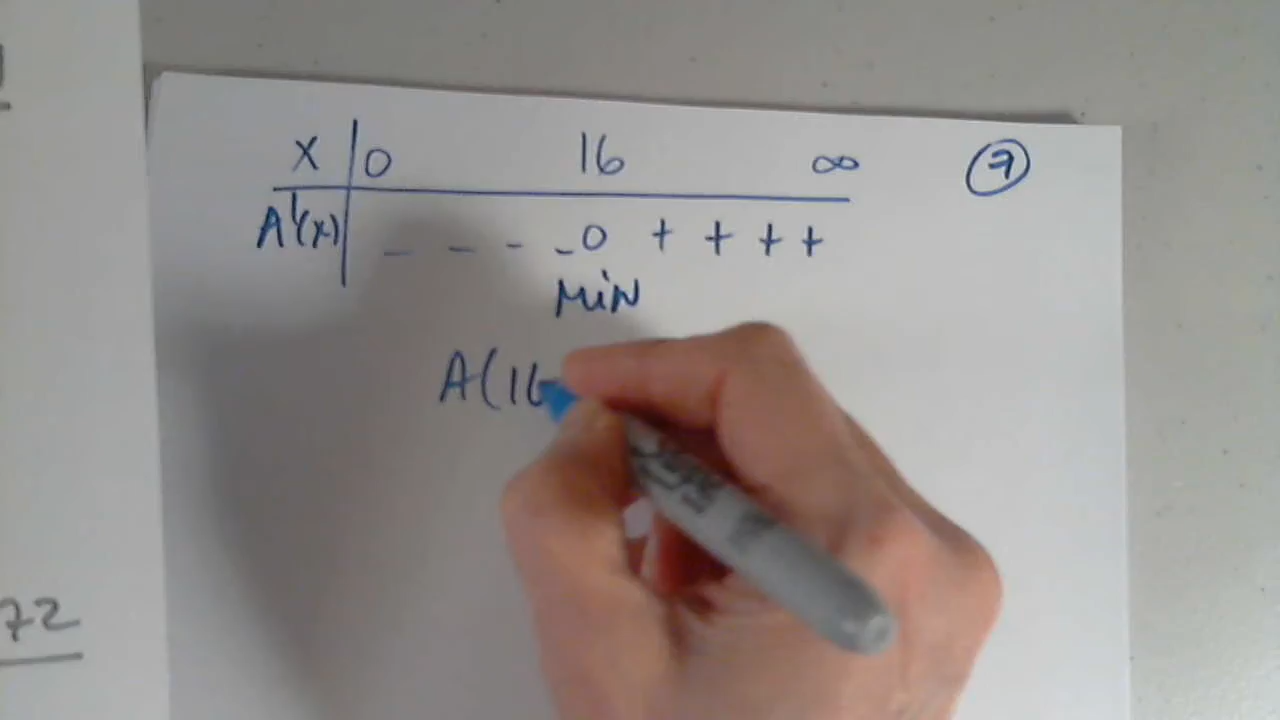 x 0 16 ∞ 7
A'(x) - - - - 0 + + + +
MiN
A(16
72